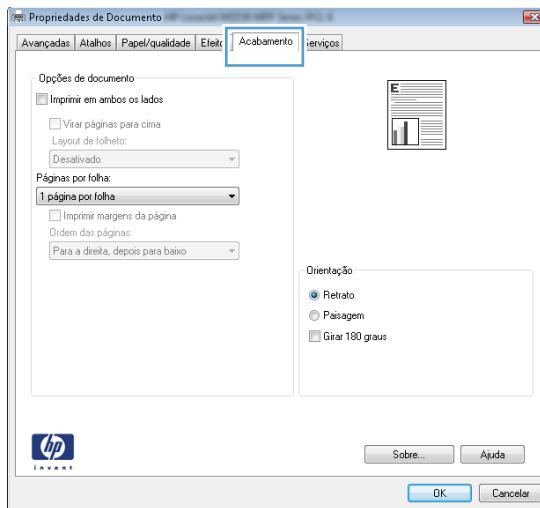 Propriedades de Documento
Avançadas Atalhos Papel/qualidade Efeito Acabamento Serviços
Opções de documento
Imprimir em ambos os lados
Virar páginas para cima
Layout de folheto:
Desativado
Páginas por folha:
1 página por folha
Imprimir margens da página
Ordem das páginas:
Para a direita, depois para baixo
E
Orientação
Retrato
Paisagem
Girar 180 graus
hp
invent
Sobre... Ajuda
OK Cancelar